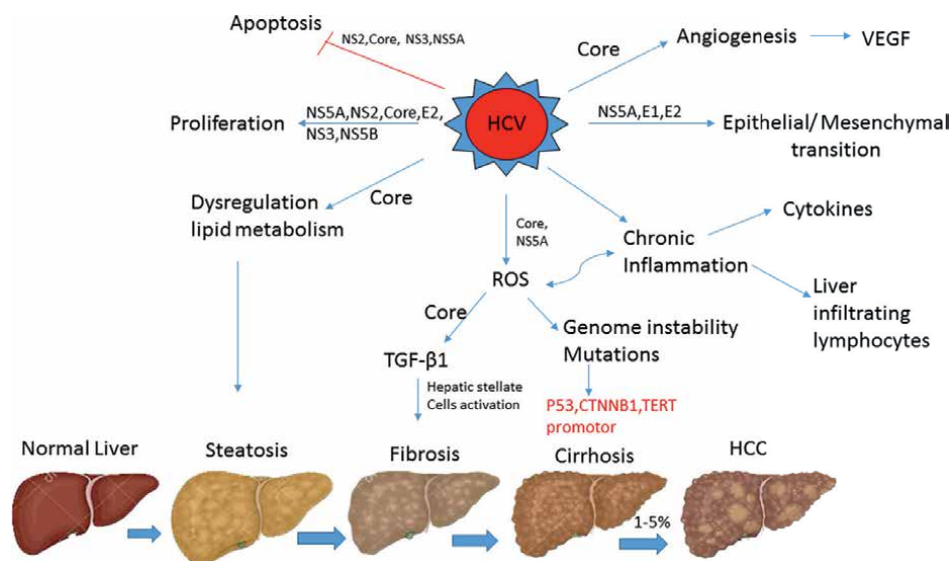 Apoptosis
NS2,Core, NS3,NS5A
Core
Angiogenesis
VEGF
Proliferation
NS5A,NS2,Core,E2,
NS3,NS5B
HCV
NS5A,E1,E2
Epithelial/ Mesenchymal
transition
Dysregulation
lipid metabolism
Core
Core,
NS5A
Chronic
Inflammation
Cytokines
Liver
infiltrating
lymphocytes
ROS
Core
TGF-β1
Genome instability
Mutations
Hepatic stellate
Cells activation
P53,CTNNB1,TERT
promotor
Normal Liver
Steatosis
Fibrosis
Cirrhosis
HCC
1-5%